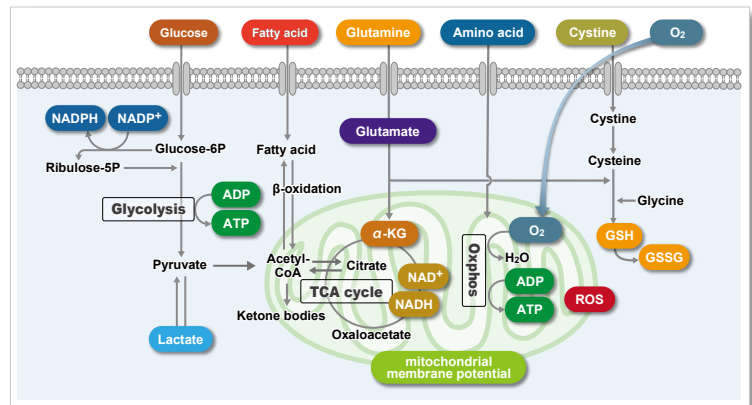 Glucose
Fatty acid
Glutamine
Amino acid
Cystine
O₂
NADPH
NADP⁺
Glutamate
Cystine
Glucose-6P
Fatty acid
Cysteine
Ribulose-5P
β-oxidation
Glycolysis
ADP
ATP
Glycine
α-KG
O₂
GSH
GSSG
Pyruvate
Acetyl-
CoA
Citrate
NAD⁺
Oxphos
H₂O
ADP
TCA cycle
NADH
ATP
ROS
Ketone bodies
Oxaloacetate
Lactate
mitochondrial
membrane potential